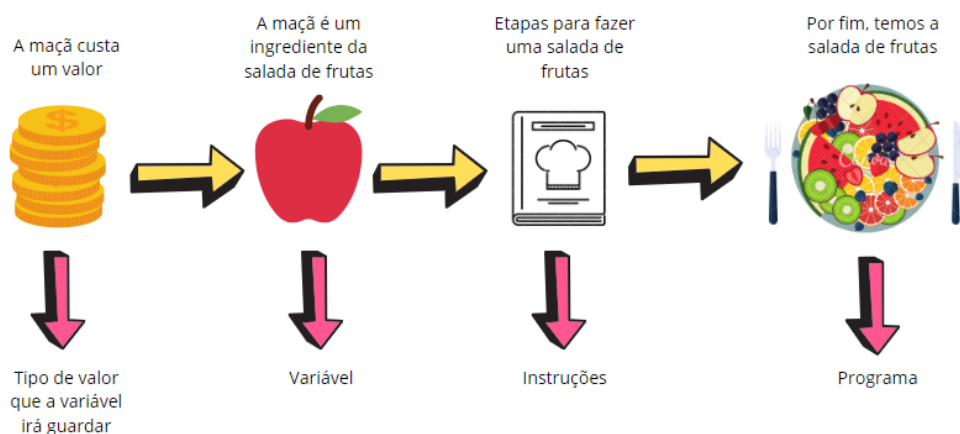 A maçã custa
um valor
A maçã é um
ingrediente da
salada de frutas
Etapas para fazer
uma salada de
frutas
Por fim, temos a
salada de frutas
$
Tipo de valor
que a variável
irá guardar
Variável
Instruções
Programa